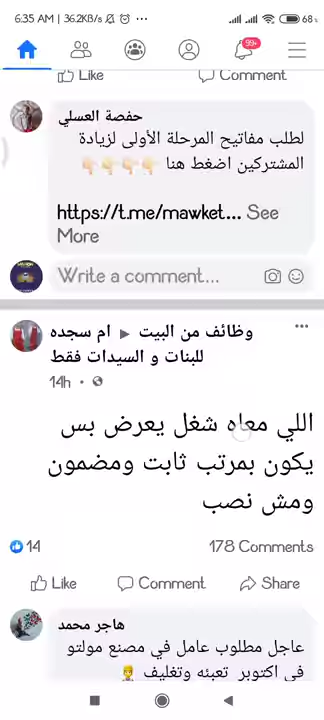 6:35 AM | 36.2KB/s
68
99+
Like
Comment
حفصة العسلي
لطلب مفاتيح المرحلة الأولى لزيادة
المشتركين اضغط هنا 👇🏻👇🏻👇🏻👇🏻
https://t.me/mawket... See
More
Write a comment...
وظائف من البيت ▸ ام سجده
للبنات و السيدات فقط
14h
اللي معاه شغل يعرض بس
يكون بمرتب ثابت ومضمون
ومش نصب
14
178 Comments
Like
Comment
Share
هاجر محمد
عاجل مطلوب عامل في مصنع مولتو
في اكتوبر تعبئه وتغليف 👷